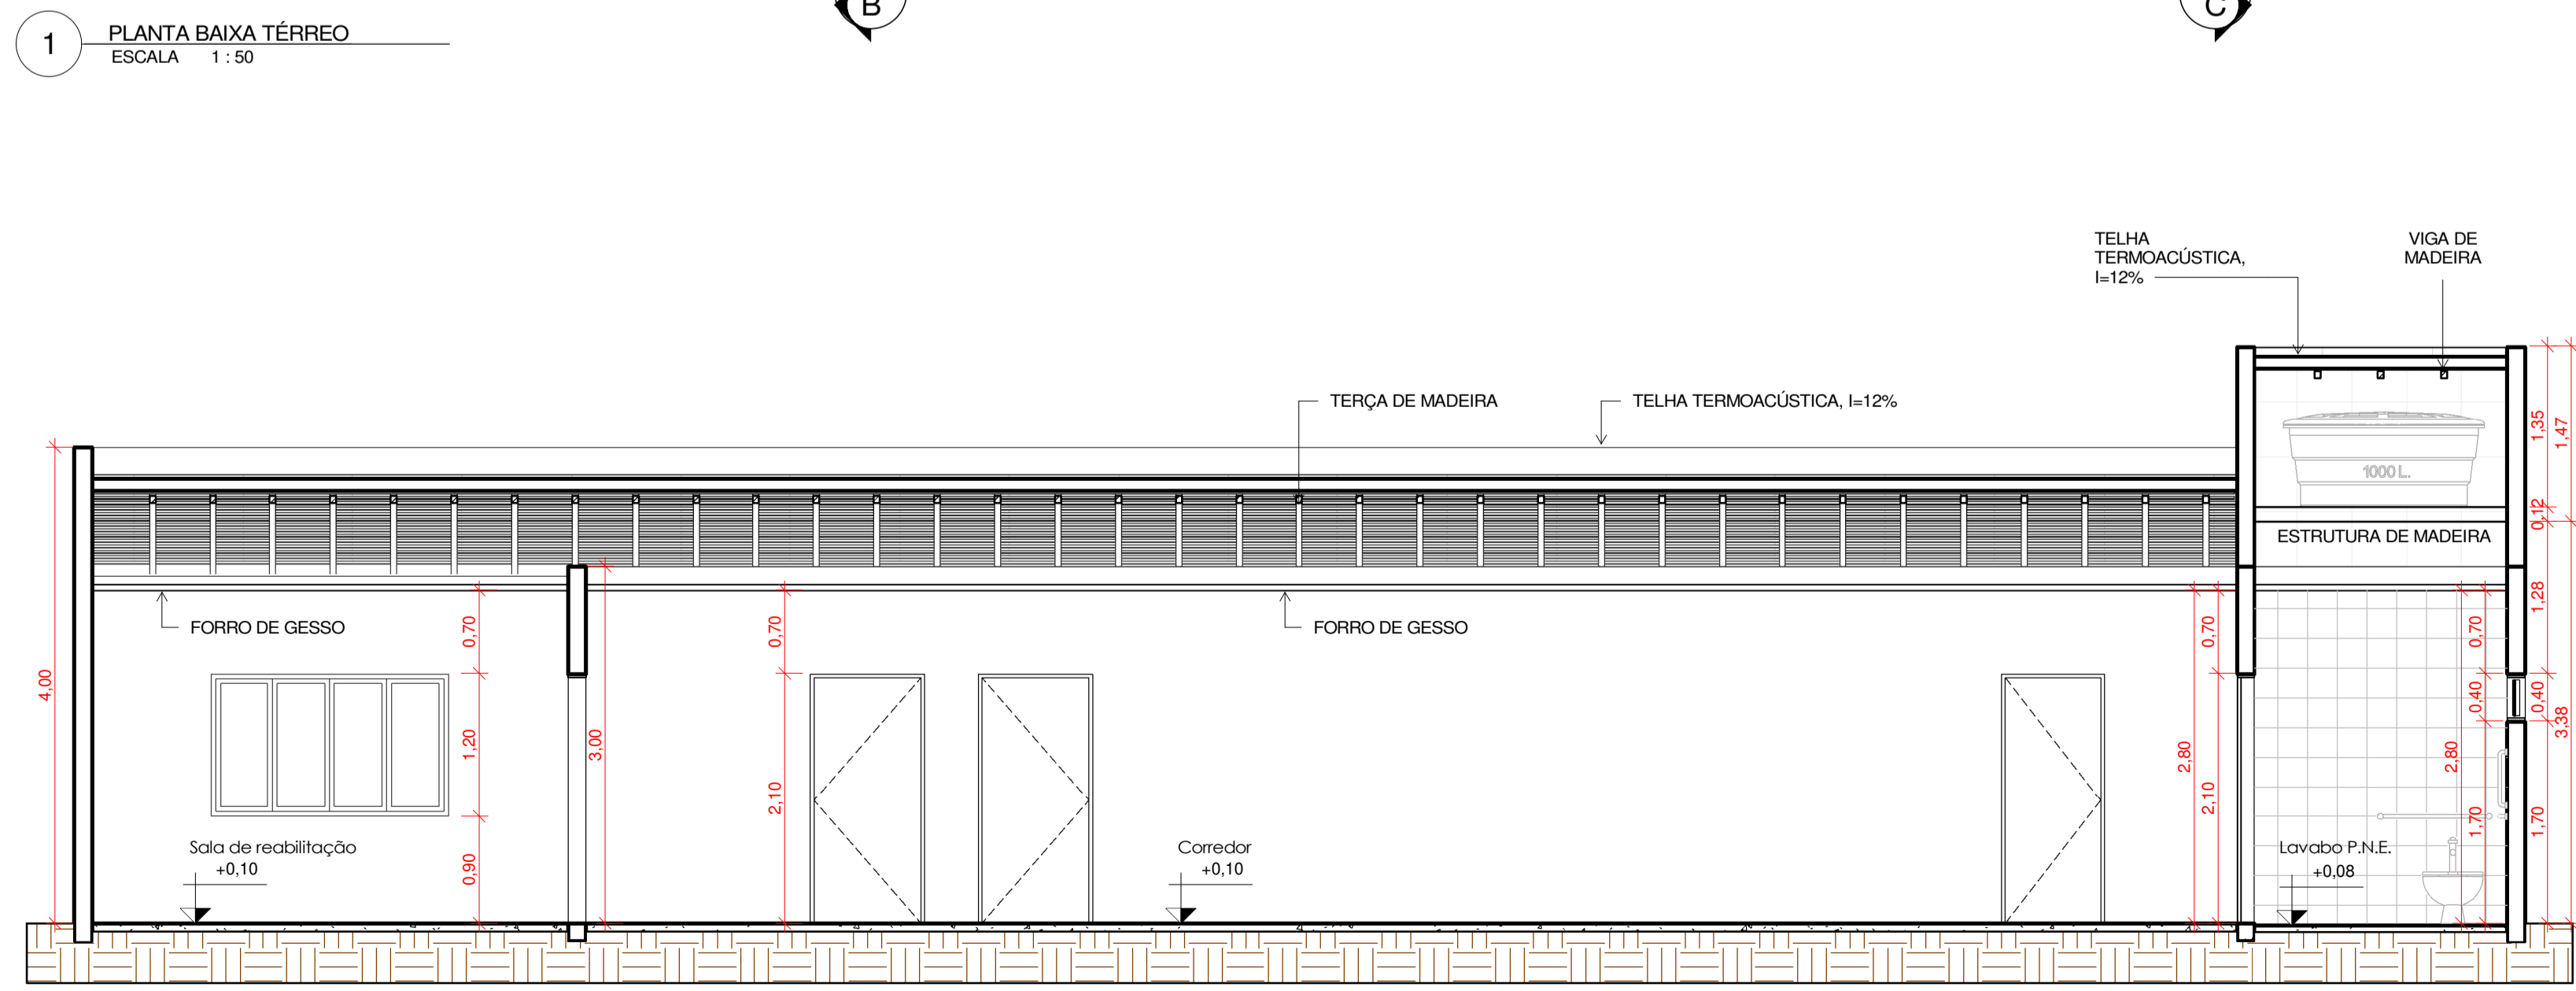 B
C
1
PLANTA BAIXA TÉRREO
ESCALA 1 : 50
TELHA
TERMOACÚSTICA,
I=12%
VIGA DE
MADEIRA
TERÇA DE MADEIRA
TELHA TERMOACÚSTICA, I=12%
1,35
1,47
1000 L.
0,12
ESTRUTURA DE MADEIRA
1,28
FORRO DE GESSO
0,70
0,70
FORRO DE GESSO
0,70
0,70
4,00
1,20
3,00
2,10
2,80
2,10
2,80
0,40
0,40
3,38
1,70
1,70
Sala de reabilitação
+0,10
0,90
Corredor
+0,10
Lavabo P.N.E.
+0,08